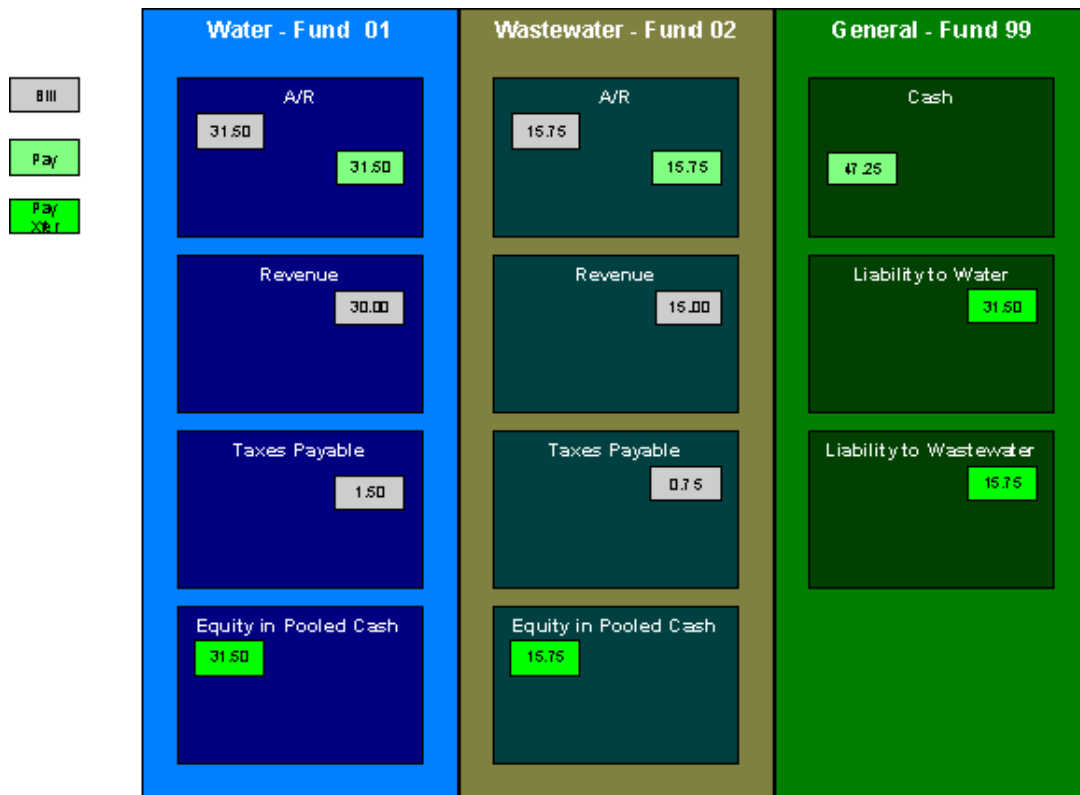 Water - Fund 01
Wastewater - Fund 02
General - Fund 99
Bill
Pay
Pay
Xfer
A/R
31.50
31.50
Revenue
30.00
Taxes Payable
1.50
Equity in Pooled Cash
31.50
A/R
15.75
15.75
Revenue
15.00
Taxes Payable
0.75
Equity in Pooled Cash
15.75
Cash
47.25
Liability to Water
31.50
Liability to Wastewater
15.75